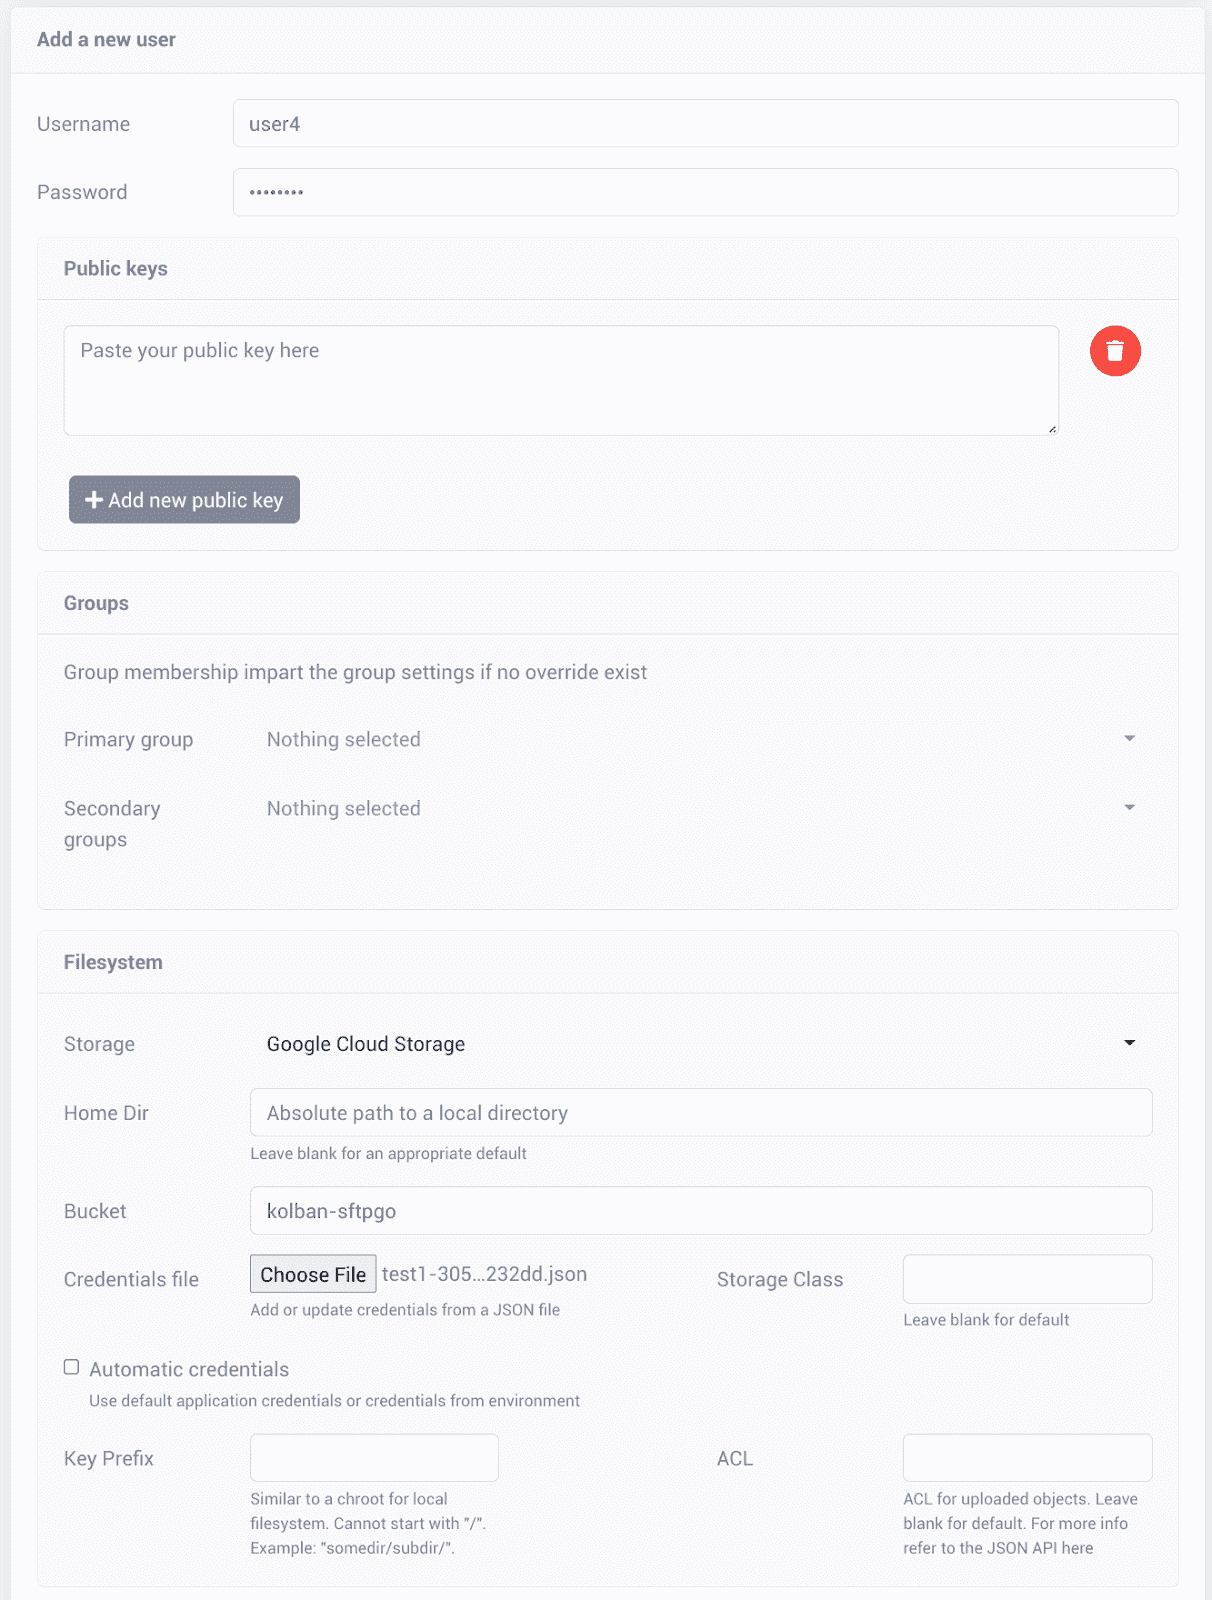 Add a new user
Username
user4
Password
••••••••
Public keys
Paste your public key here
Add new public key
Groups
Group membership impart the group settings if no override exist
Primary group
Nothing selected
Secondary
groups
Nothing selected
Filesystem
Storage
Google Cloud Storage
Home Dir
Absolute path to a local directory
Leave blank for an appropriate default
Bucket
kolban-sftpgo
Credentials file
Choose File test1-305...232dd.json
Add or update credentials from a JSON file
Storage Class
Leave blank for default
Automatic credentials
Use default application credentials or credentials from environment
Key Prefix
Similar to a chroot for local
filesystem. Cannot start with "/".
Example: "somedir/subdir/".
ACL
ACL for uploaded objects. Leave
blank for default. For more info
refer to the JSON API here